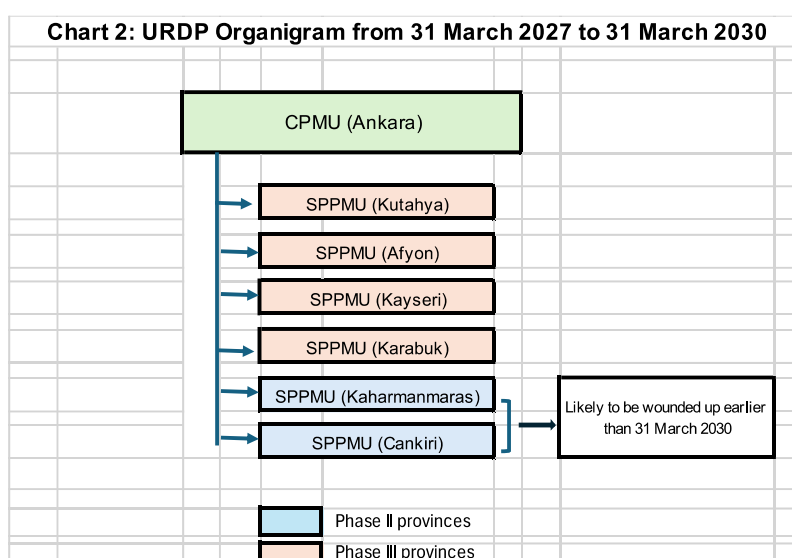 Chart 2: URDP Organigram from 31 March 2027 to 31 March 2030
CPMU (Ankara)
SPPMU (Kutahya)
SPPMU (Afyon)
SPPMU (Kayseri)
SPPMU (Karabuk)
SPPMU (Kaharmanmaras)
SPPMU (Cankiri)
Likely to be wounded up earlier
than 31 March 2030
Phase II provinces
Phase III provinces